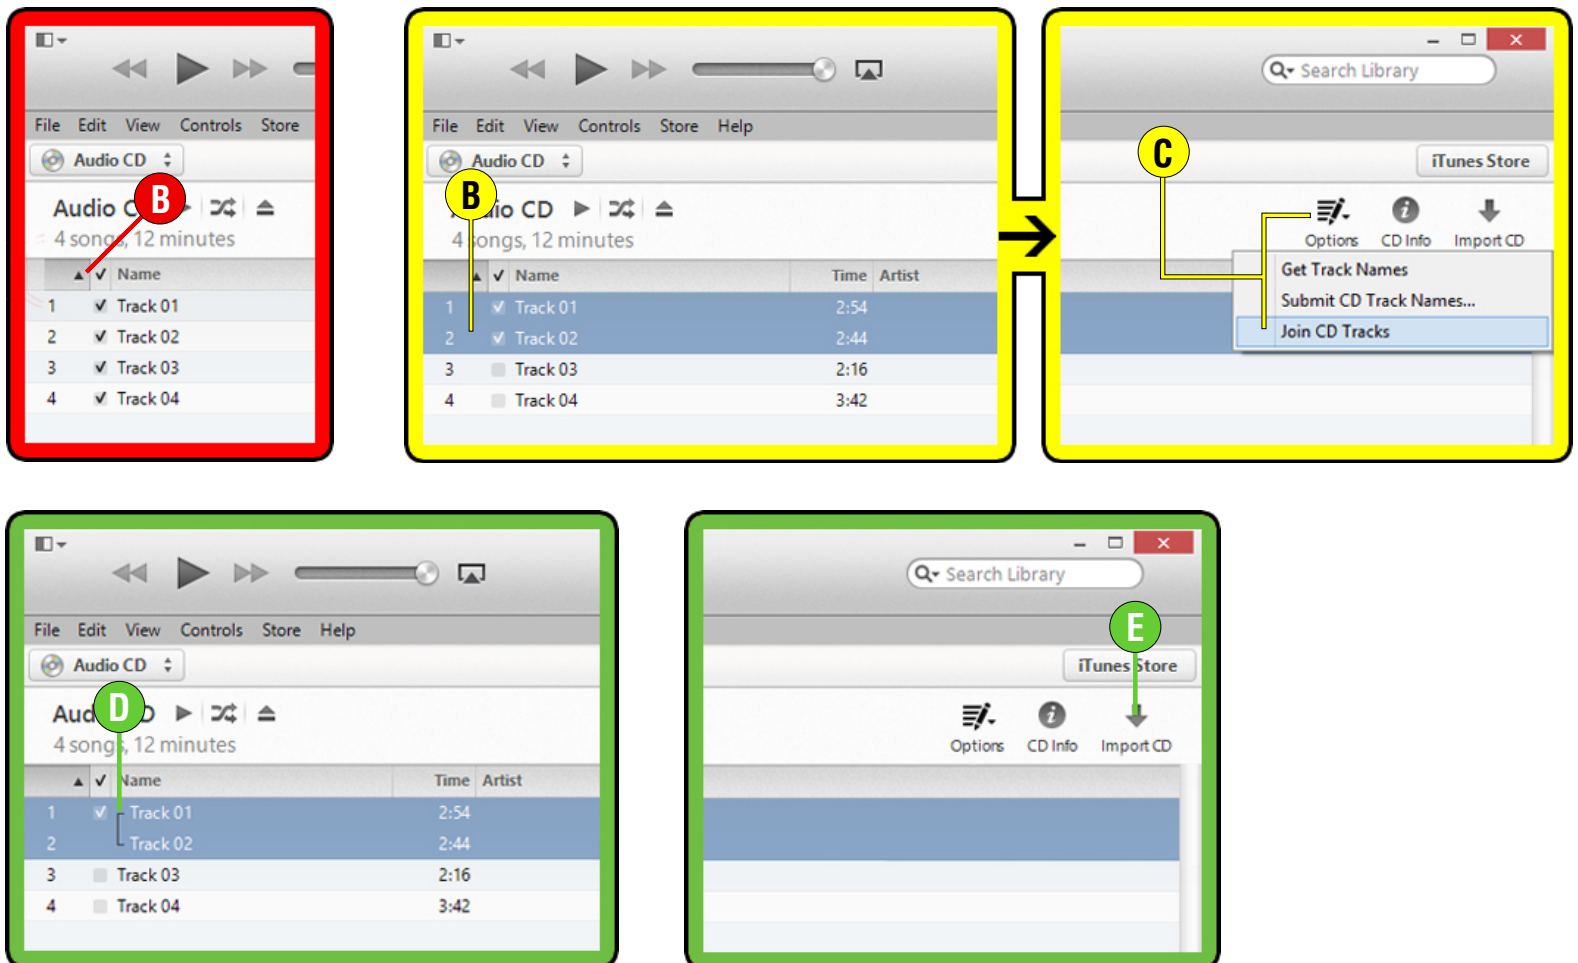 File Edit View Controls Store
Audio CD
B
Audio C
4 songs, 12 minutes
✓ Name
1 ✓ Track 01
2 ✓ Track 02
3 ✓ Track 03
4 ✓ Track 04
File Edit View Controls Store Help
Audio CD
B
dio CD
4 songs, 12 minutes
✓ Name Time Artist
1 ✓ Track 01 2:54
2 ✓ Track 02 2:44
3 Track 03 2:16
4 Track 04 3:42
Search Library
C
iTunes Store
Options CD Info Import CD
Get Track Names
Submit CD Track Names...
Join CD Tracks
File Edit View Controls Store Help
Audio CD
D
Aud D
4 songs, 12 minutes
✓ Name Time Artist
1 ✓ Track 01 2:54
2 Track 02 2:44
3 Track 03 2:16
4 Track 04 3:42
Search Library
E
iTunes Store
Options CD Info Import CD